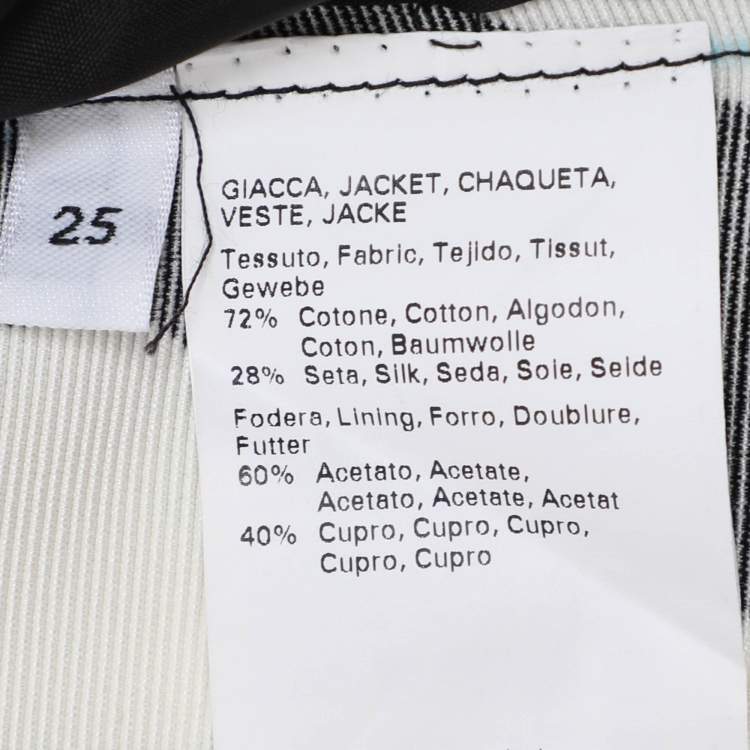 25
GIACCA, JACKET, CHAQUETA,
VESTE, JACKE
Tessuto, Fabric, Tejido, Tissut,
Gewebe
72% Cotone, Cotton, Algodon,
Coton, Baumwolle
28% Seta, Silk, Seda, Soie, Seide
Fodera, Lining, Forro, Doublure,
Futter
60% Acetato, Acetate,
Acetato, Acetate, Acetat
40% Cupro, Cupro, Cupro,
Cupro, Cupro